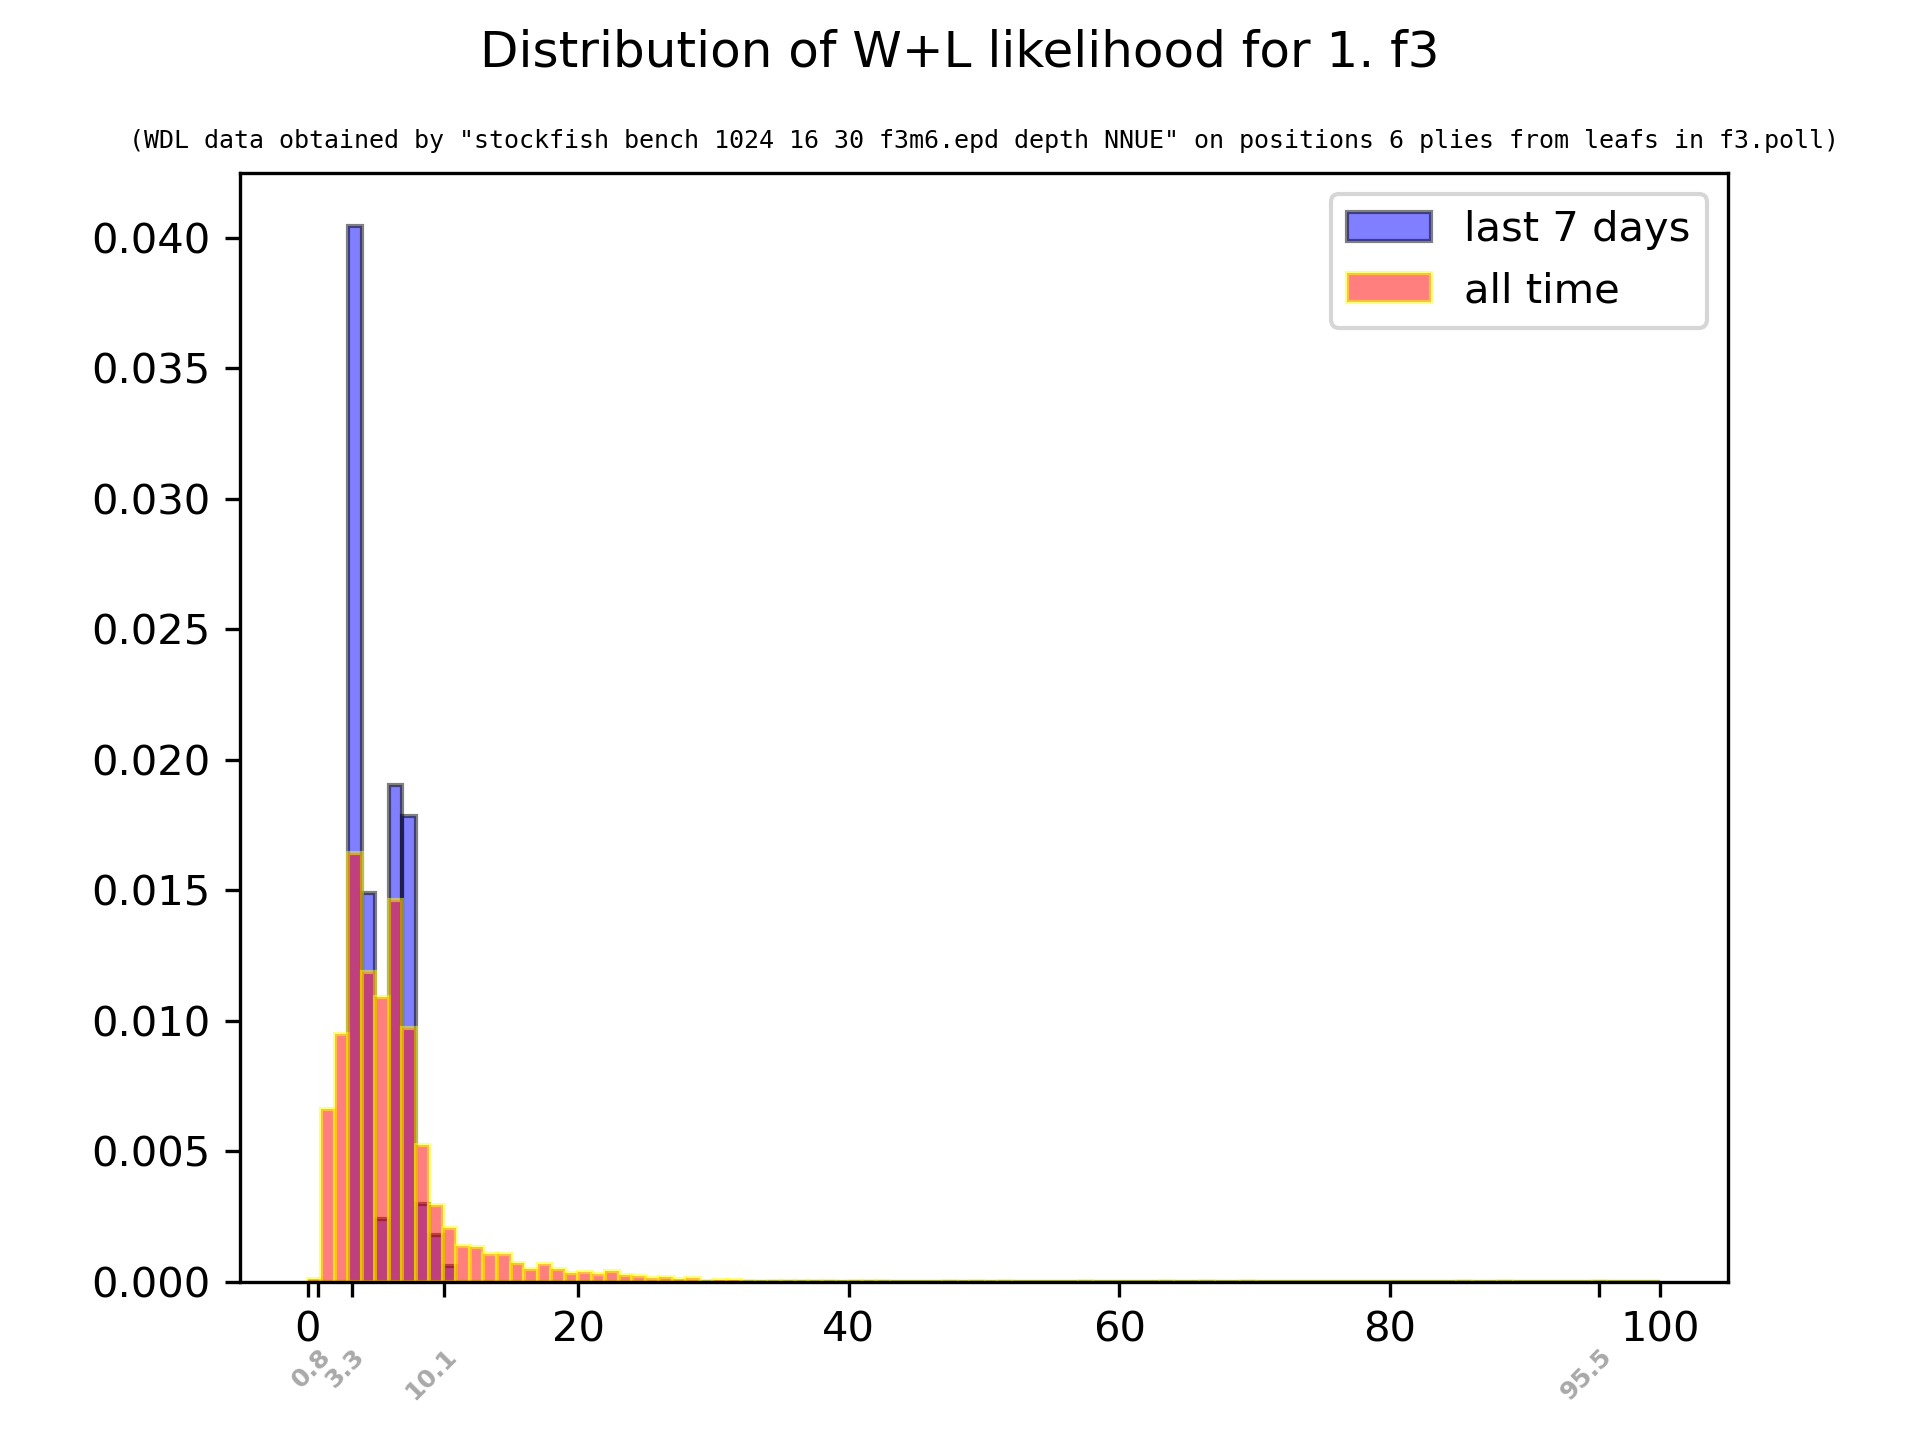 Distribution of W+L likelihood for 1. f3
(WDL data obtained by "stockfish bench 1024 16 30 f3m6.epd depth NNUE" on positions 6 plies from leafs in f3.poll)
last 7 days
all time
0.040
0.035
0.030
0.025
0.020
0.015
0.010
0.005
0.000
0 20 40 60 80 100
0.8 3.3 10.1 95.5